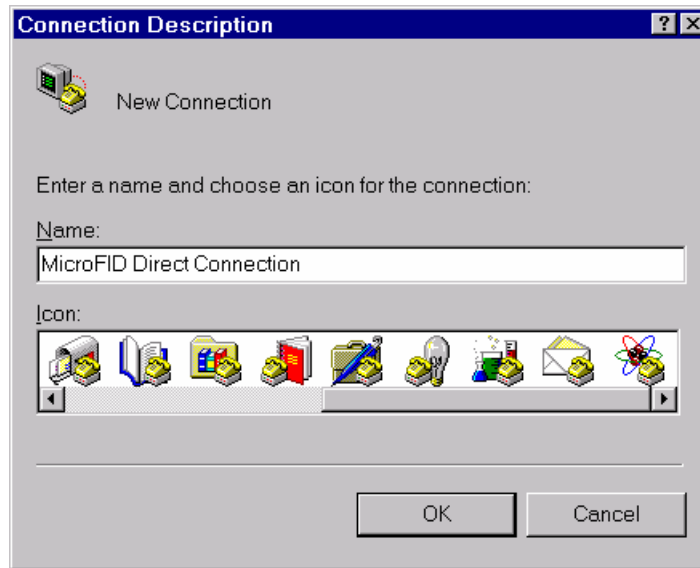 Connection Description
New Connection
Enter a name and choose an icon for the connection:
Name:
MicroFID Direct Connection
Icon:
OK Cancel